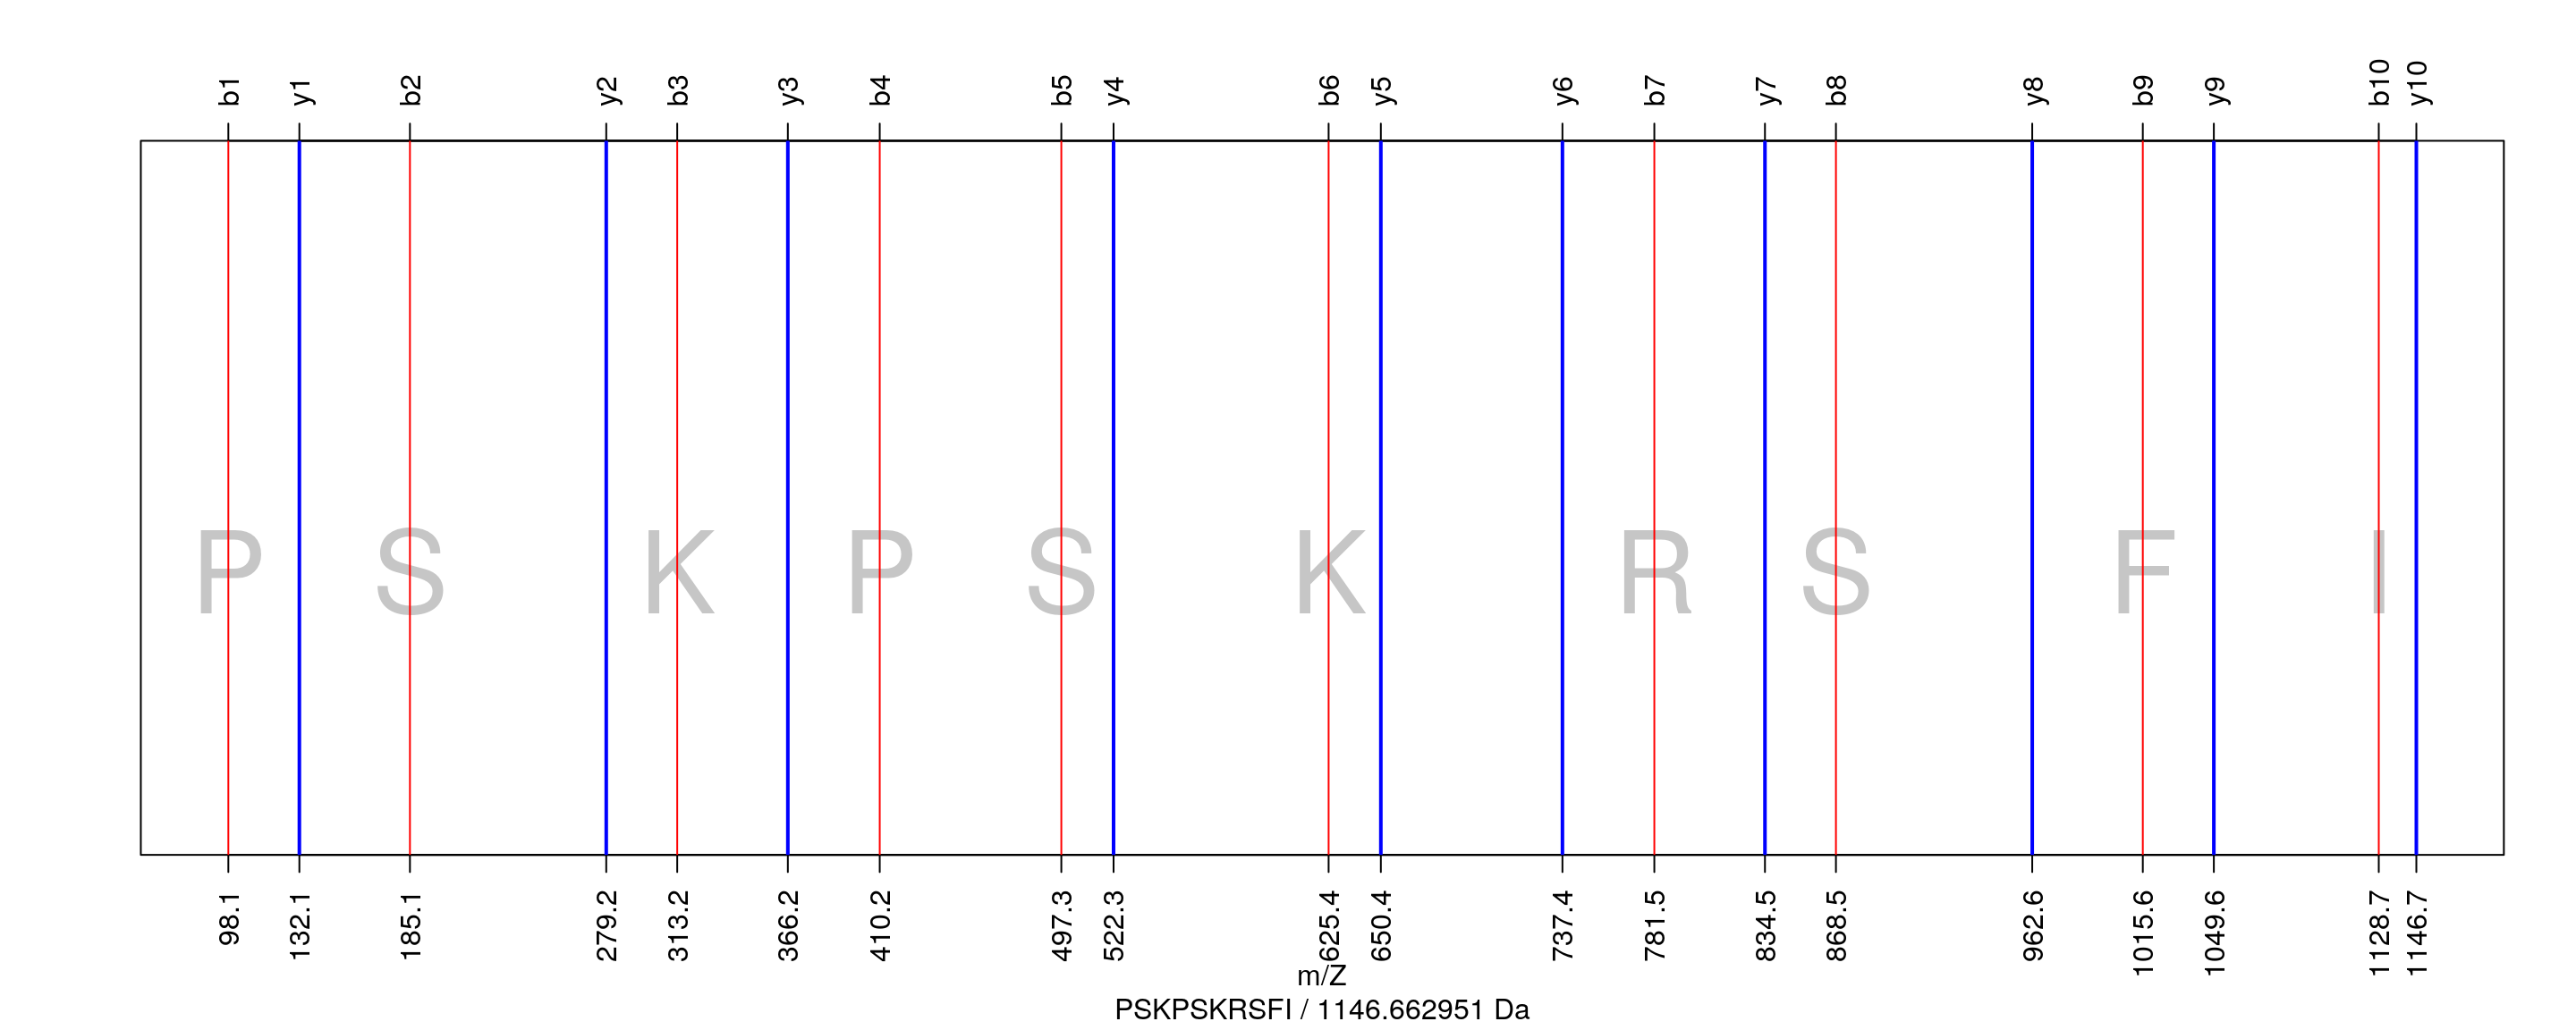 b1 y1 b2 y2 b3 y3 b4 b5 y4 b6 y5 y6 b7 y7 b8 y8 b9 y9 b10 y10
P S K P S K R S F I
98.1 132.1 185.1 279.2 313.2 366.2 410.2 497.3 522.3 625.4 650.4 737.4 781.5 834.5 868.5 962.6 1015.6 1049.6 1128.7 1146.7
m/Z
PSKPSKRSFI / 1146.662951 Da